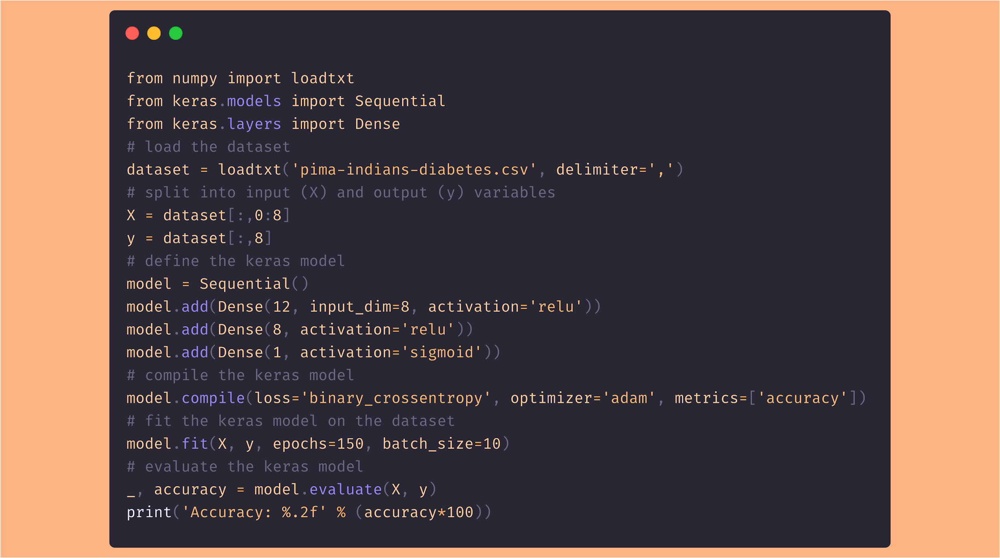 from numpy import loadtxt
from keras.models import Sequential
from keras.layers import Dense
# load the dataset
dataset = loadtxt('pima-indians-diabetes.csv', delimiter=',')
# split into input (X) and output (y) variables
X = dataset[:,0:8]
y = dataset[:,8]
# define the keras model
model = Sequential()
model.add(Dense(12, input_dim=8, activation='relu'))
model.add(Dense(8, activation='relu'))
model.add(Dense(1, activation='sigmoid'))
# compile the keras model
model.compile(loss='binary_crossentropy', optimizer='adam', metrics=['accuracy'])
# fit the keras model on the dataset
model.fit(X, y, epochs=150, batch_size=10)
# evaluate the keras model
_, accuracy = model.evaluate(X, y)
print('Accuracy: %.2f' % (accuracy*100))